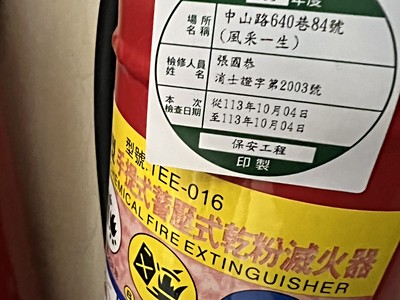 年度
場所名稱
中山路640巷84號
(風采一生)
檢修人員姓名
張國恭
消士證字第2003號
本次檢查日期
從113年10月04日
至113年10月04日
保安工程
印製
型號:TEE-016
手提式蓄壓式乾粉滅火器
CHEMICAL FIRE EXTINGUISHER